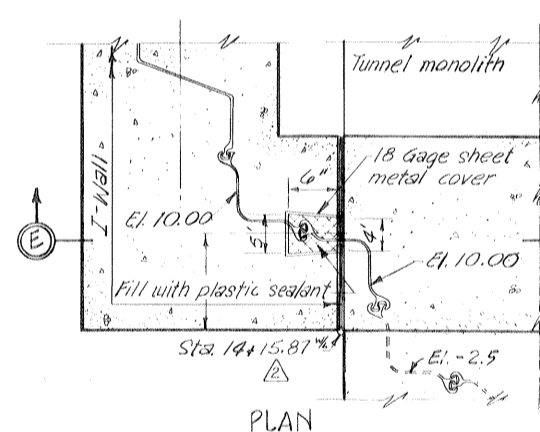 Tunnel monolith
I-Wall
6"
18 Gage sheet
metal cover
El. 10.00
5'
4'
E
El. 10.00
Fill with plastic sealant
Sta. 14+15.87 W/L
2
El. -2.5
PLAN